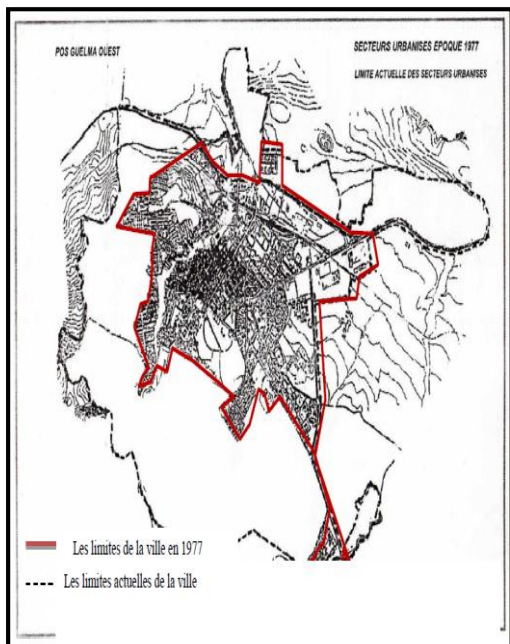 POS GUELMA OUEST
SECTEURS URBANISES EPOQUE 1977
LIMITE ACTUELLE DES SECTEURS URBANISES
Les limites de la ville en 1977
Les limites actuelles de la ville